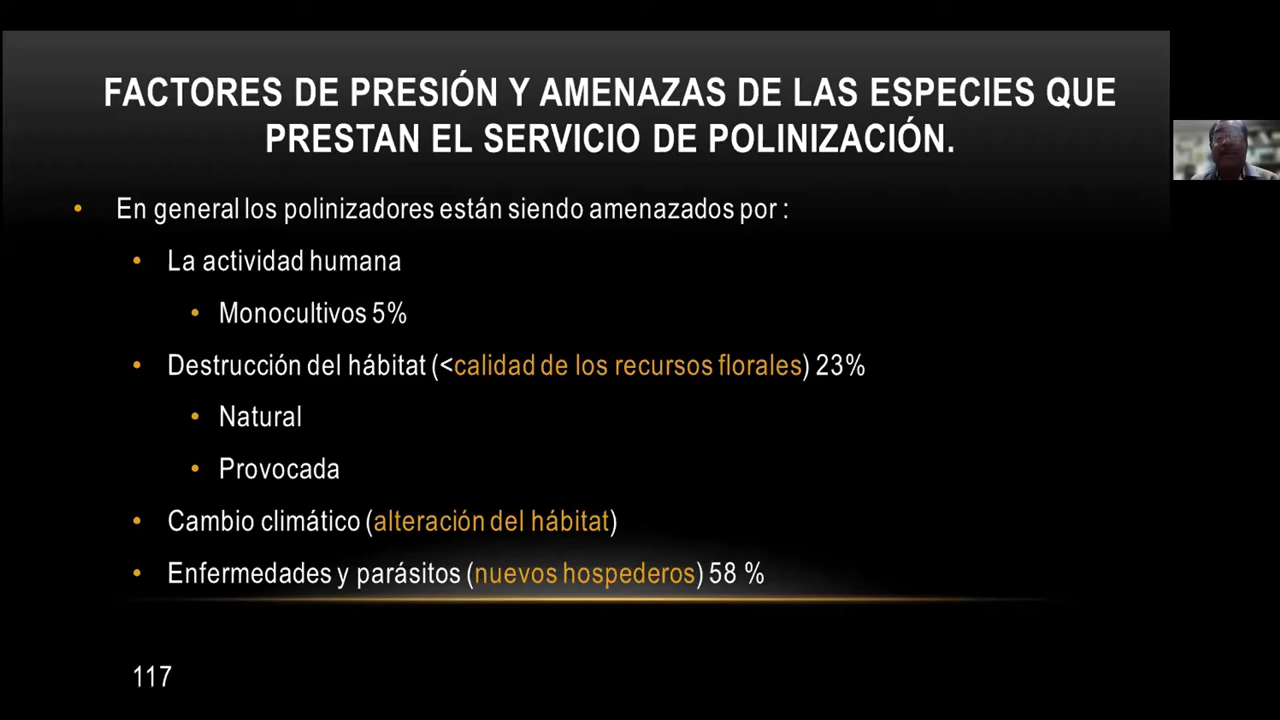 FACTORES DE PRESIÓN Y AMENAZAS DE LAS ESPECIES QUE
PRESTAN EL SERVICIO DE POLINIZACIÓN.
• En general los polinizadores están siendo amenazados por :
• La actividad humana
• Monocultivos 5%
• Destrucción del hábitat (<calidad de los recursos florales) 23%
• Natural
• Provocada
• Cambio climático (alteración del hábitat)
• Enfermedades y parásitos (nuevos hospederos) 58 %
117